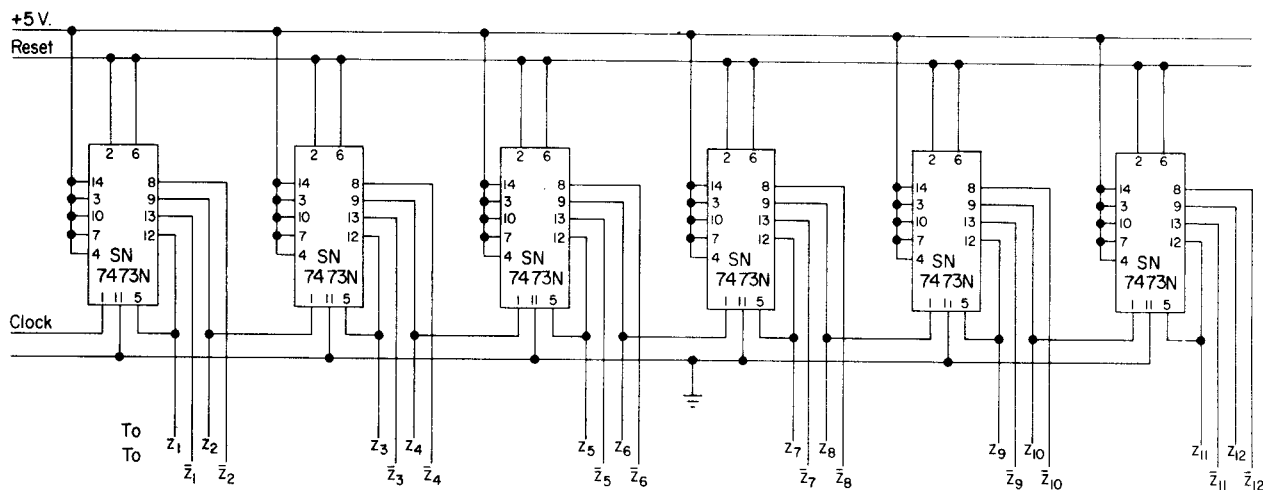 +5 V.
Reset
2 6 2 6 2 6 2 6 2 6 2 6
14 8 14 8 14 8 14 8 14 8 14 8
3 9 3 9 3 9 3 9 3 9 3 9
10 13 10 13 10 13 10 13 10 13 10 13
7 12 7 12 7 12 7 12 7 12 7 12
4 SN 4 SN 4 SN 4 SN 4 SN 4 SN
7473N 7473N 7473N 7473N 7473N 7473N
1 11 5 1 11 5 1 11 5 1 11 5 1 11 5 1 11 5
Clock
To z₁ z₂ z₃ z₄ z₅ z₆ z₇ z₈ z₉ z₁₀ z₁₁ z₁₂
To z̄₁ z̄₂ z̄₃ z̄₄ z̄₅ z̄₆ z̄₇ z̄₈ z̄₉ z̄₁₀ z̄₁₁ z̄₁₂